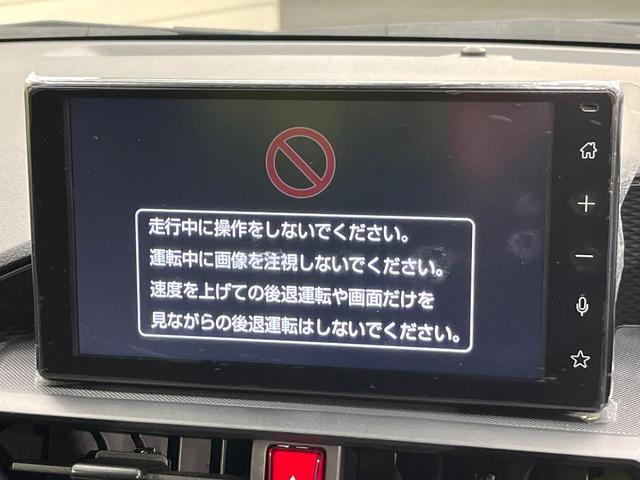 走行中に操作をしないでください。
運転中に画像を注視しないでください。
速度を上げての後退運転や画面だけを
見ながらの後退運転はしないでください。